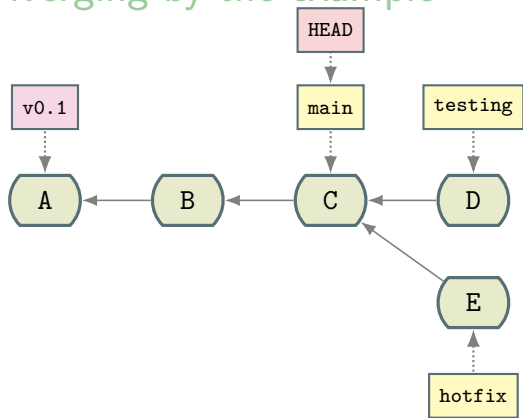 Merging by the example
HEAD
v0.1
main
testing
A
B
C
D
E
hotfix